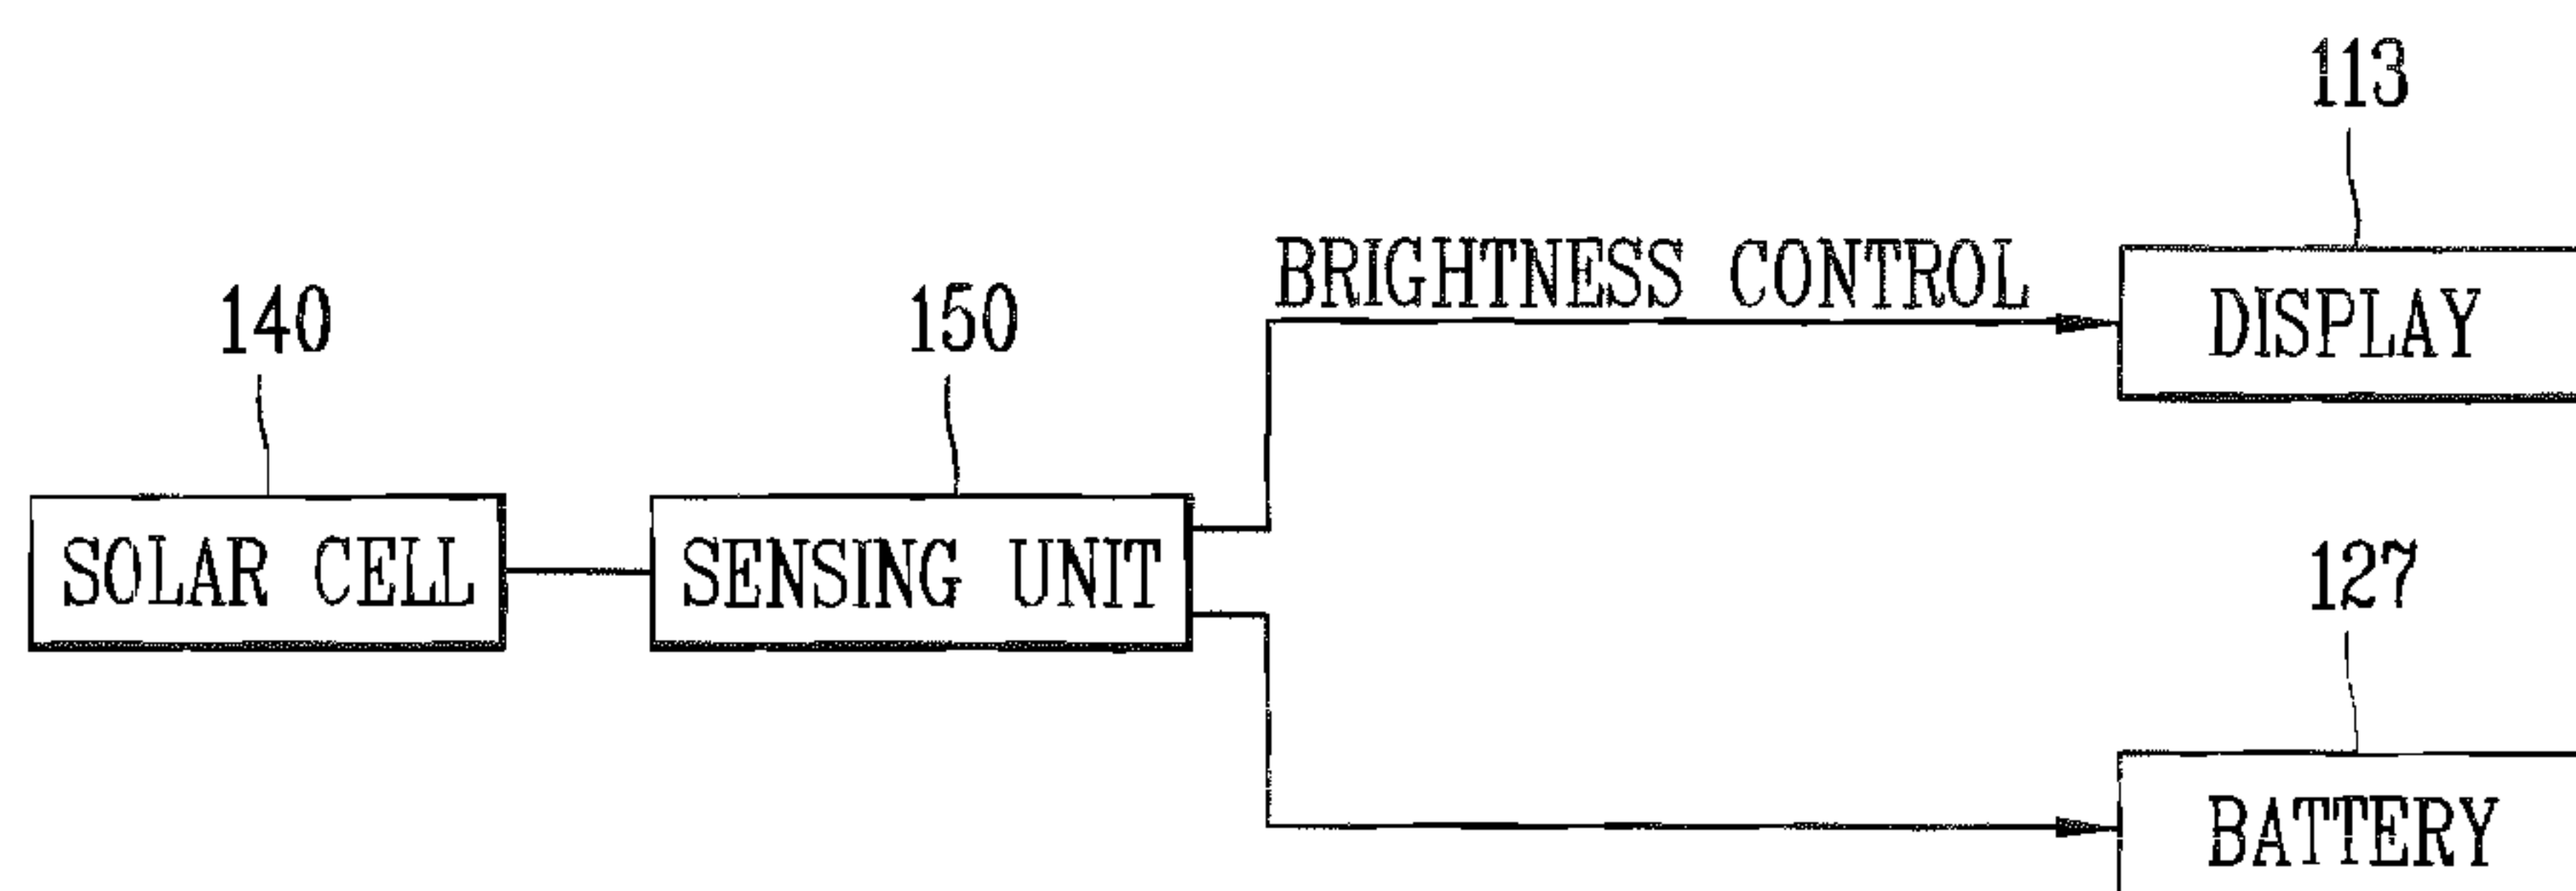 113
BRIGHTNESS CONTROL
DISPLAY
140
150
SOLAR CELL
SENSING UNIT
127
BATTERY